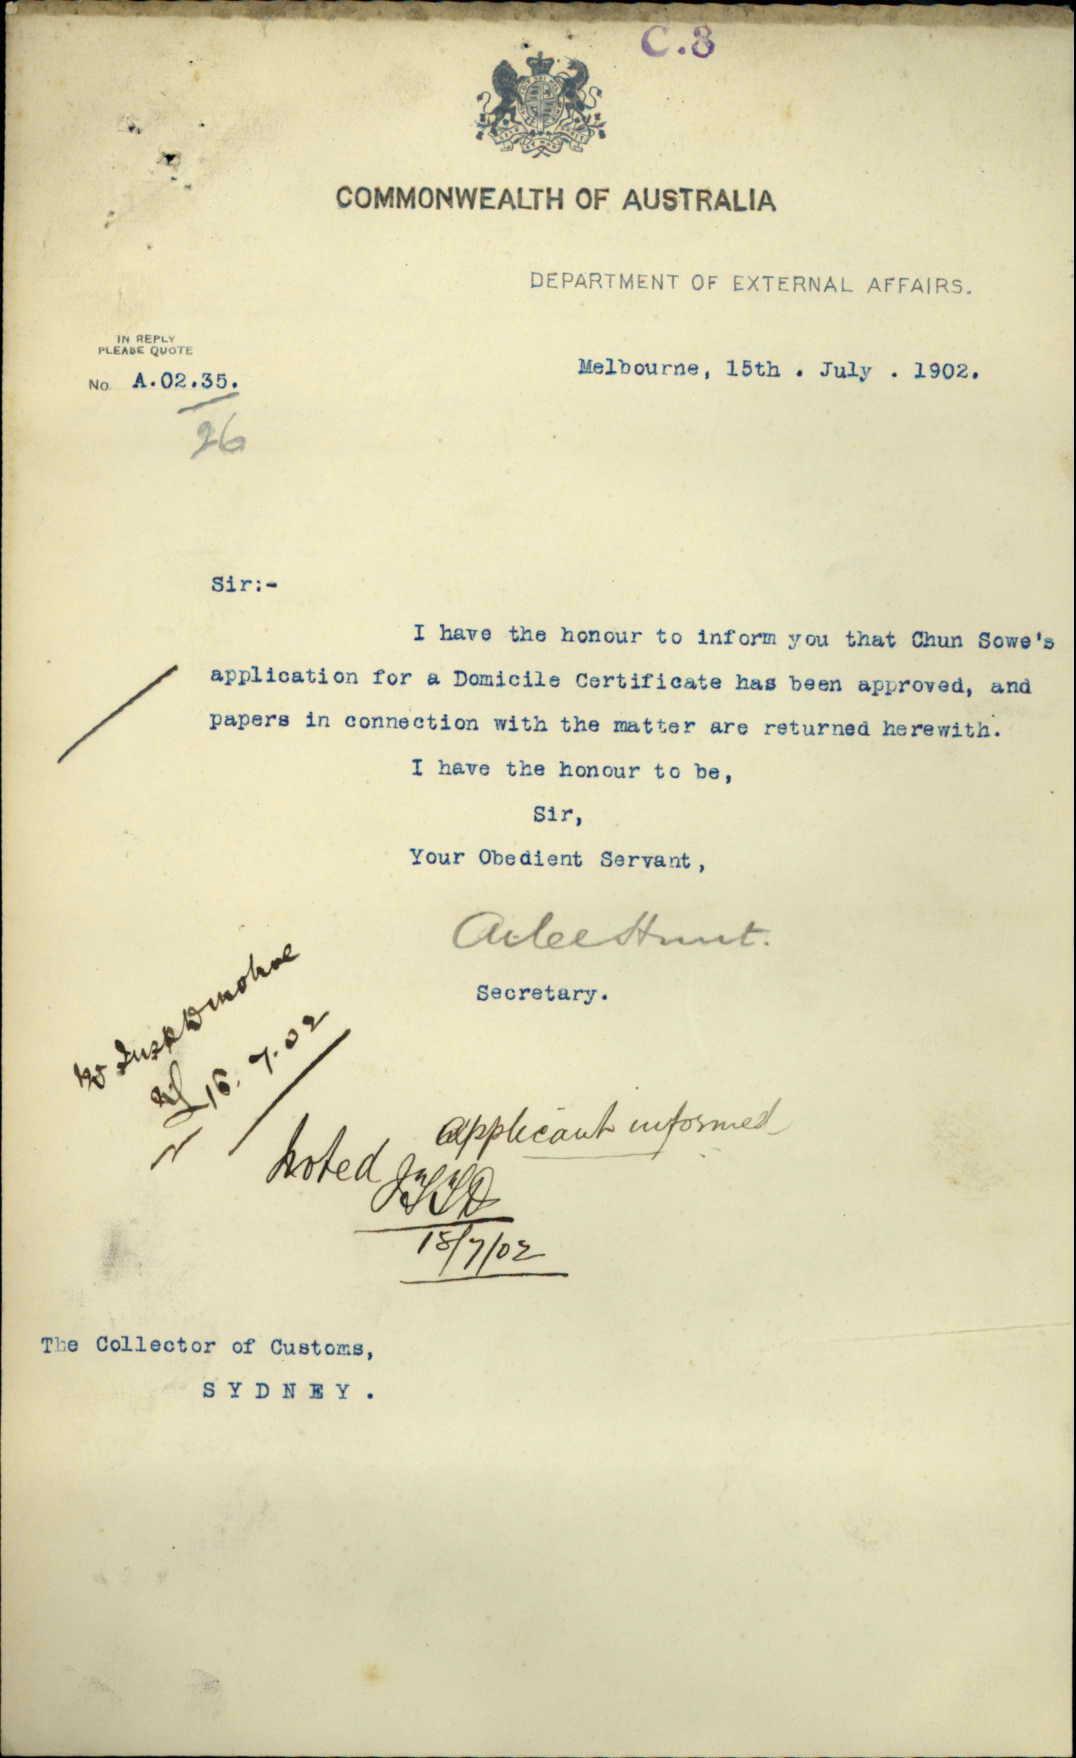 C.8
COMMONWEALTH OF AUSTRALIA
DEPARTMENT OF EXTERNAL AFFAIRS.
IN REPLY
PLEASE QUOTE
No. A.02.35.
26
Melbourne, 15th . July . 1902.
Sir:-
I have the honour to inform you that Chun Sowe's
application for a Domicile Certificate has been approved, and
papers in connection with the matter are returned herewith.
I have the honour to be,
Sir,
Your Obedient Servant,
Atlee Hunt.
Secretary.
Donohoe
16.7.02
Applicant informed
Noted
18/7/02
The Collector of Customs,
SYDNEY.